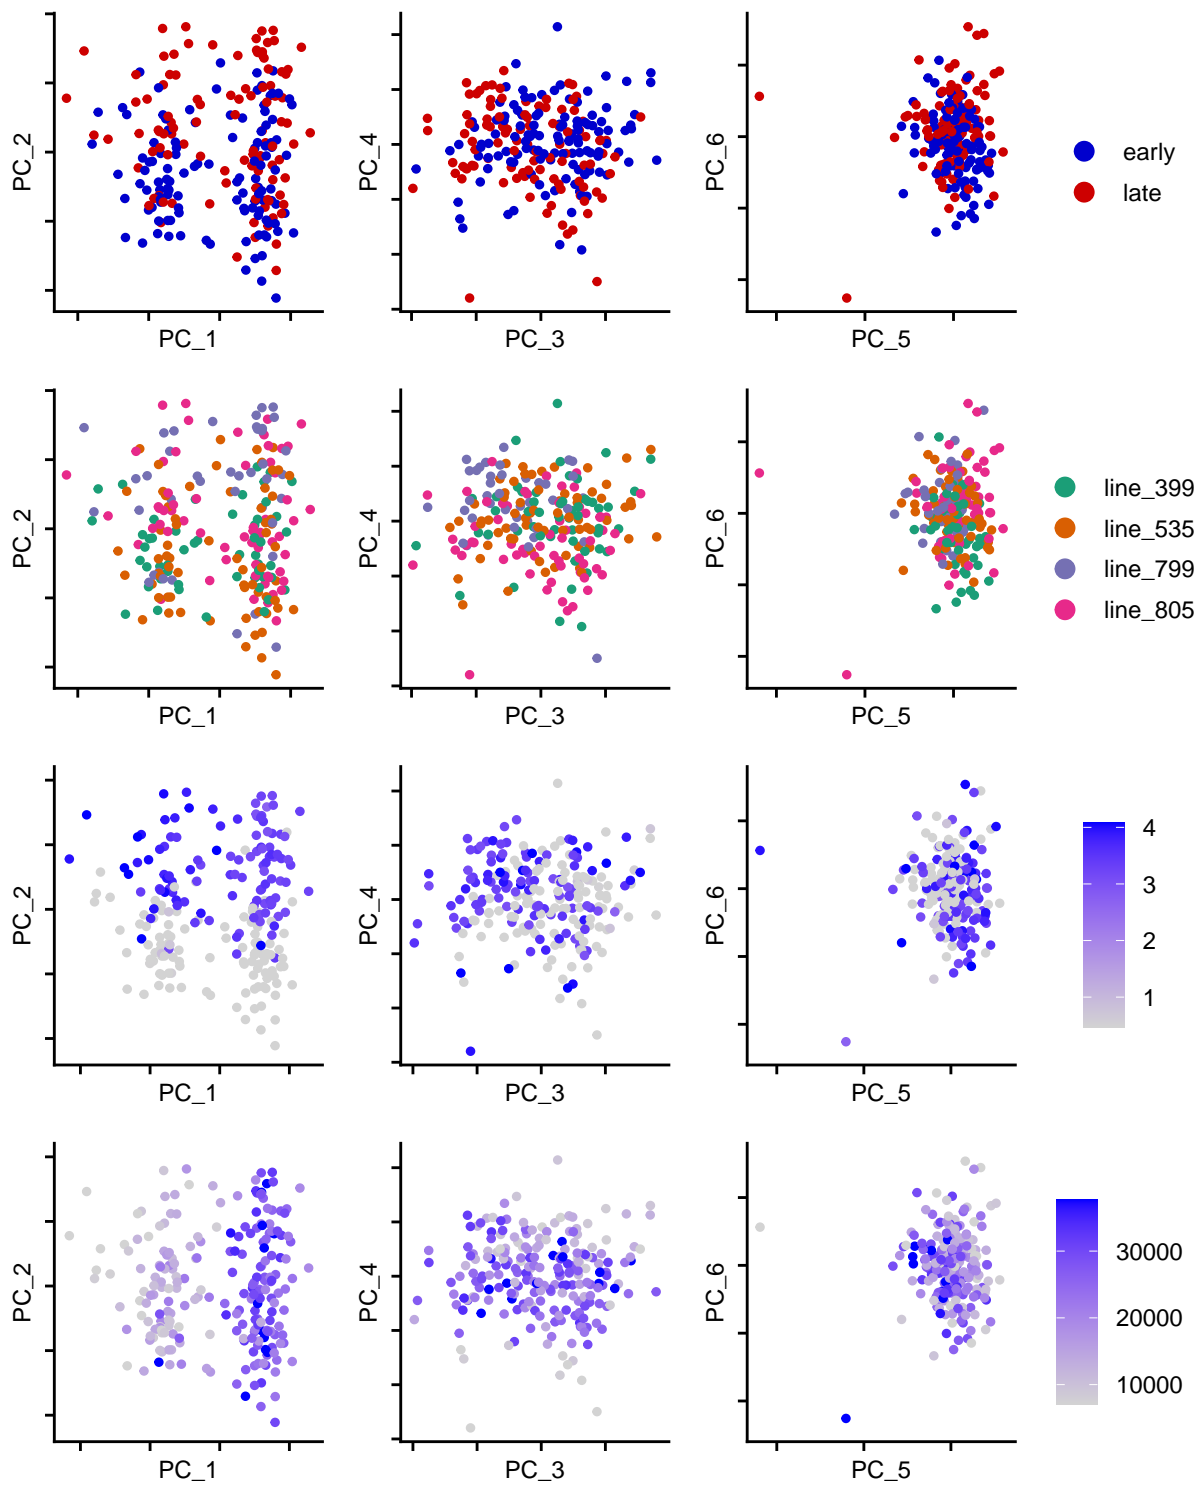 PC_2
PC_1
PC_4
PC_3
PC_6
PC_5
early
late
PC_2
PC_1
PC_4
PC_3
PC_6
PC_5
line_399
line_535
line_799
line_805
PC_2
PC_1
PC_4
PC_3
PC_6
PC_5
4
3
2
1
PC_2
PC_1
PC_4
PC_3
PC_6
PC_5
30000
20000
10000